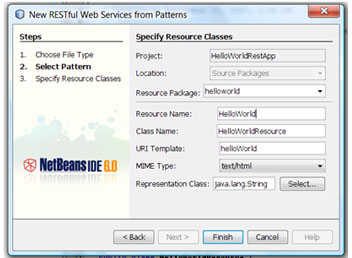 New RESTful Web Services from Patterns
Steps
1. Choose File Type
2. Select Pattern
3. Specify Resource Classes
NetBeans IDE 6.0
Specify Resource Classes
Project: HelloWorldRestApp
Location: Source Packages
Resource Package: helloworld
Resource Name: HelloWorld
Class Name: HelloWorldResource
URI Template: helloWorld
MIME Type: text/html
Representation Class: java.lang.String Select...
< Back Next > Finish Cancel Help